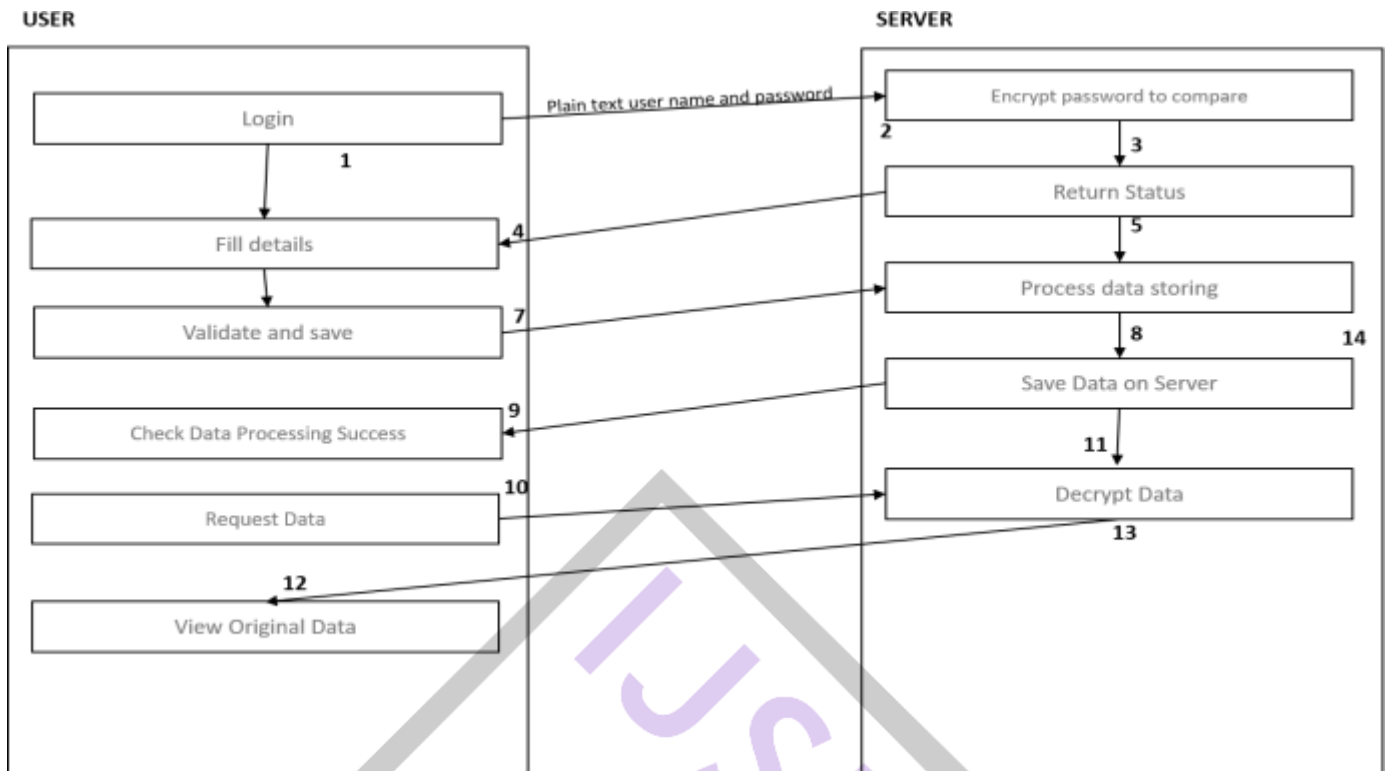 USER
SERVER
Login
Plain text user name and password
Encrypt password to compare
1
2
3
Return Status
Fill details
4
5
Process data storing
Validate and save
7
8
14
Save Data on Server
Check Data Processing Success
9
11
Request Data
10
Decrypt Data
13
12
View Original Data